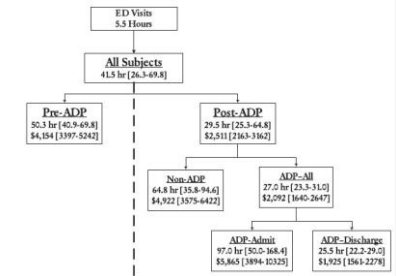 ED Visits
5.5 Hours
All Subjects
41.5 hr [26.3-69.8]
Pre-ADP
50.3 hr [40.9-69.8]
$4,154 [3397-5242]
Post-ADP
29.5 hr [25.3-64.8]
$2,511 [2163-3162]
Non-ADP
64.8 hr [35.8-94.6]
$4,922 [3575-6422]
ADP-All
27.0 hr [23.3-31.0]
$2,092 [1640-2647]
ADP-Admit
97.0 hr [50.0-168.4]
$5,865 [3894-10325]
ADP-Discharge
25.5 hr [22.2-29.0]
$1,925 [1561-2278]